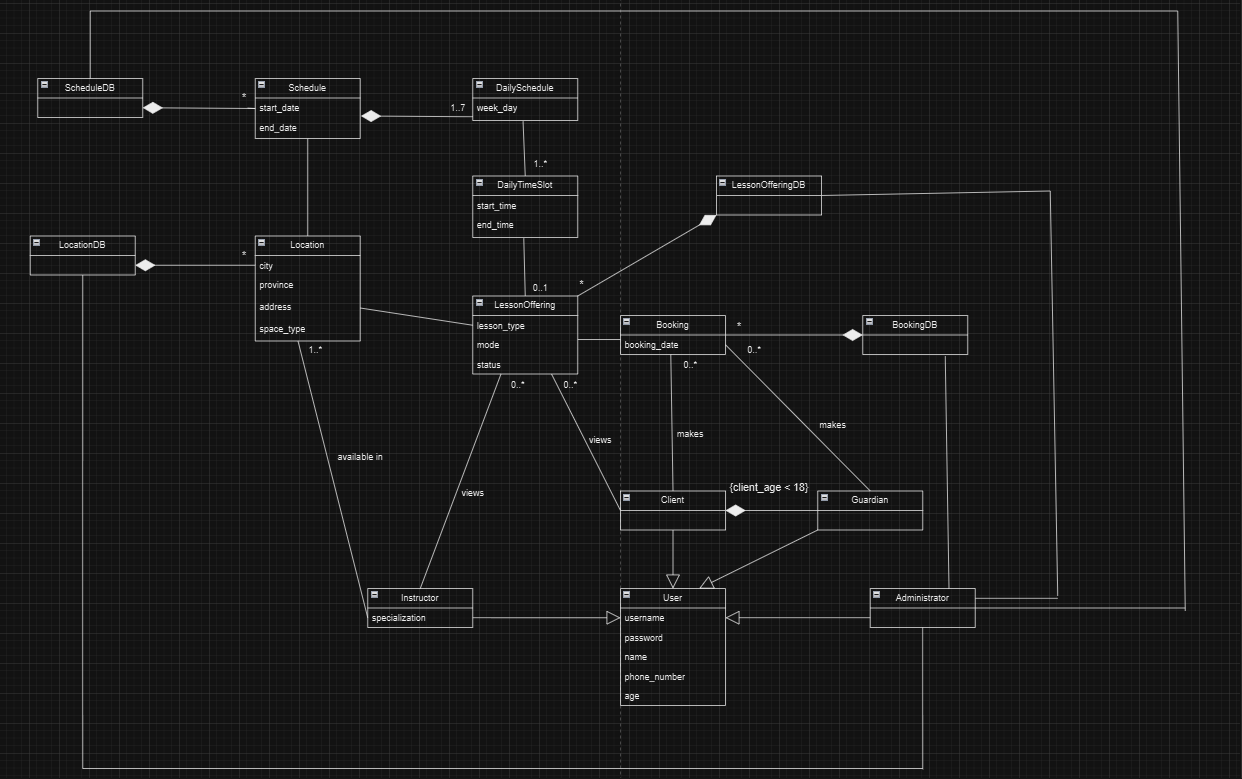 ScheduleDB
*
Schedule
start_date
end_date
1..7
DailySchedule
week_day
1..*
DailyTimeSlot
start_time
end_time
LessonOfferingDB
LocationDB
*
Location
city
province
address
space_type
1..*
0..1
*
LessonOffering
lesson_type
mode
status
0..*
0..*
Booking
booking_date
*
0..*
0..*
BookingDB
makes
makes
views
available in
views
{client_age < 18}
Client
Guardian
Instructor
specialization
User
username
password
name
phone_number
age
Administrator